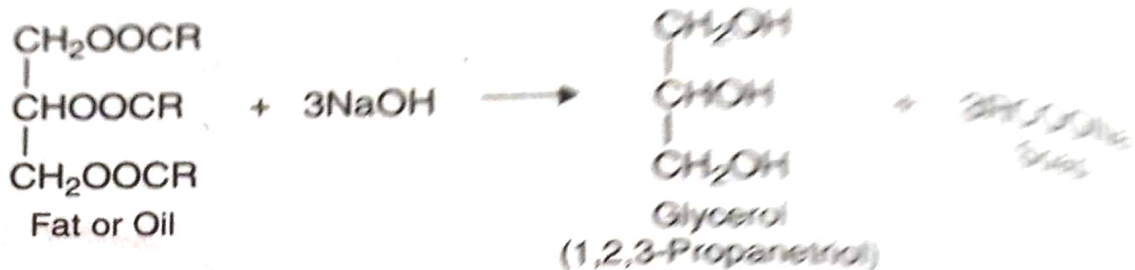 CH₂OOCR
CHOOCR + 3NaOH
CH₂OOCR
Fat or Oil
CH₂OH
CHOH +
CH₂OH
Glycerol
(1,2,3-Propanetriol)